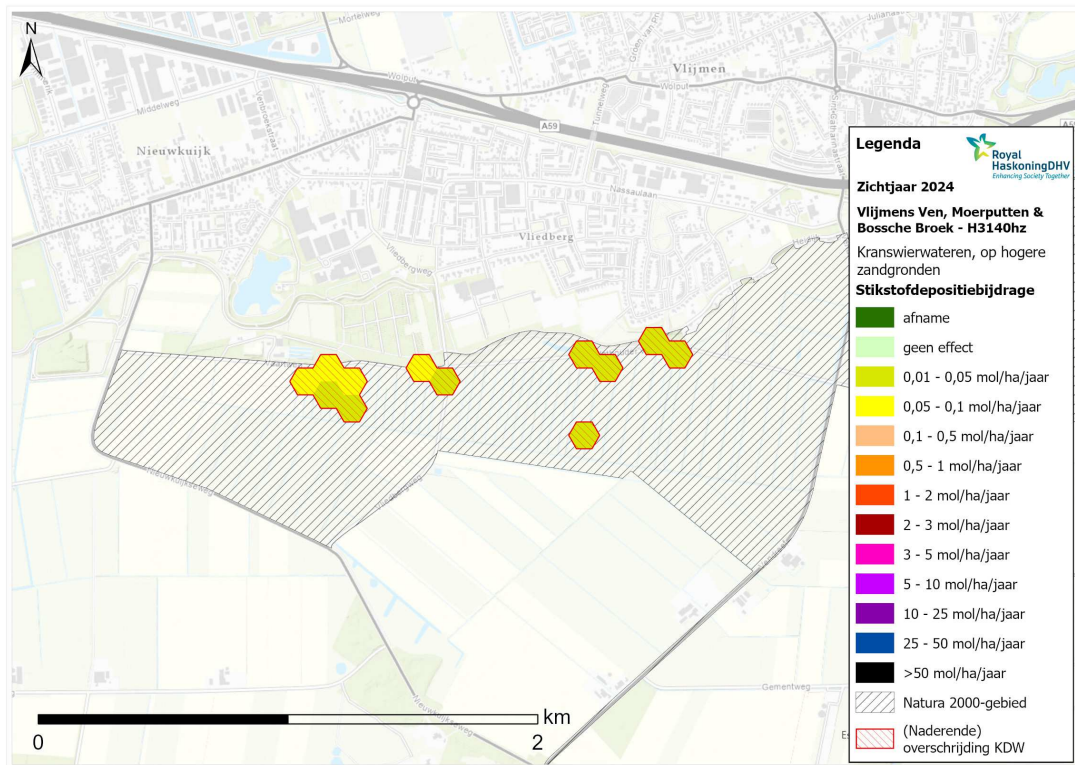 N
Wolput
Vlijmen
Wolput
Middelweg
Tunnelweg
A59
Nieuwkuijk
Nassaulaan
Vliedberg
Vliedbergweg
Nieuwkuijkseweg
Gementweg
0
2
km
Legenda
Royal
HaskoningDHV
Enhancing Society Together
Zichtjaar 2024
Vlijmens Ven, Moerputten &
Bossche Broek - H3140hz
Kranswierwateren, op hogere
zandgronden
Stikstofdepositiebijdrage
afname
geen effect
0,01 - 0,05 mol/ha/jaar
0,05 - 0,1 mol/ha/jaar
0,1 - 0,5 mol/ha/jaar
0,5 - 1 mol/ha/jaar
1 - 2 mol/ha/jaar
2 - 3 mol/ha/jaar
3 - 5 mol/ha/jaar
5 - 10 mol/ha/jaar
10 - 25 mol/ha/jaar
25 - 50 mol/ha/jaar
>50 mol/ha/jaar
Natura 2000-gebied
(Naderende)
overschrijding KDW